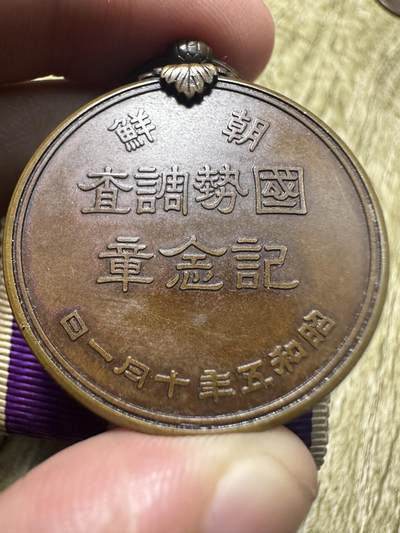 朝鮮
國勢調査
記念章
昭和五年十月一日